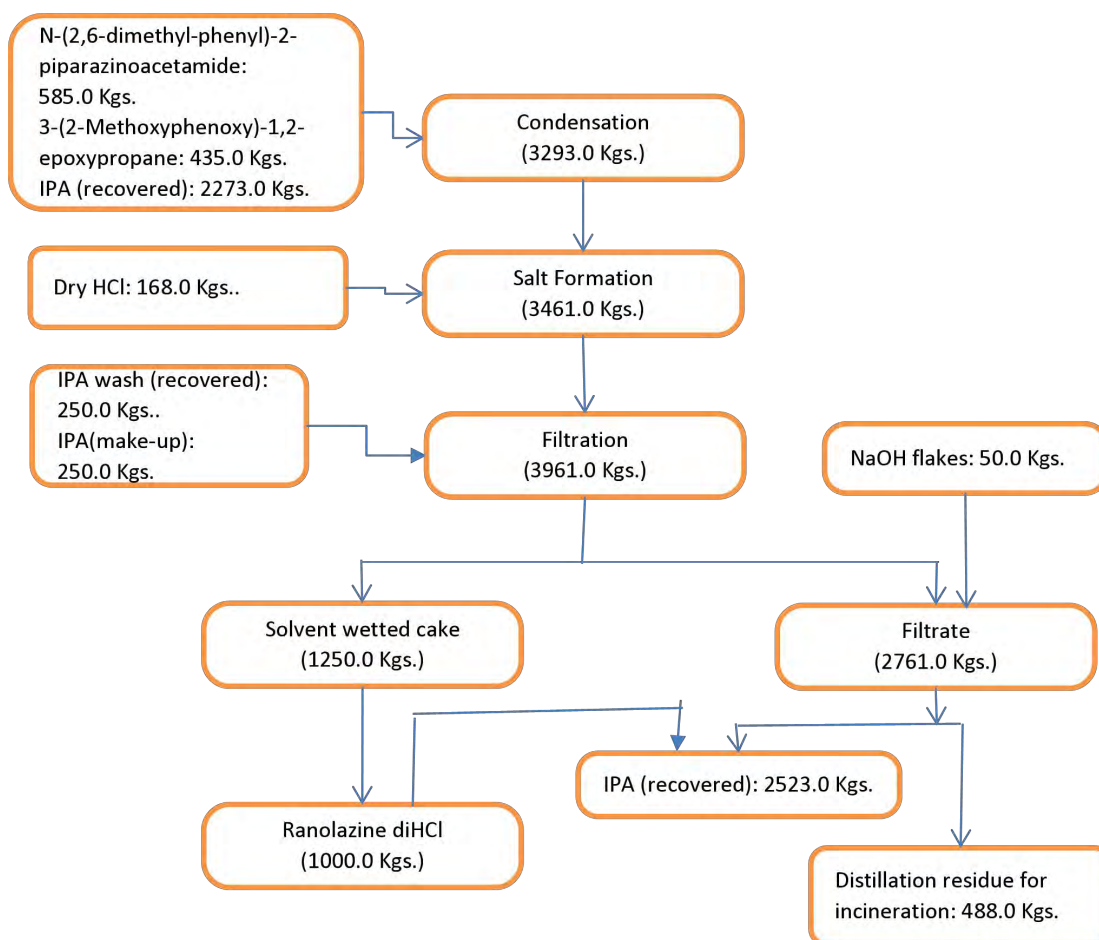 N-(2,6-dimethyl-phenyl)-2-
piparazinoacetamide:
585.0 Kgs.
3-(2-Methoxyphenoxy)-1,2-
epoxypropane: 435.0 Kgs.
IPA (recovered): 2273.0 Kgs.
Condensation
(3293.0 Kgs.)
Dry HCl: 168.0 Kgs..
Salt Formation
(3461.0 Kgs.)
IPA wash (recovered):
250.0 Kgs..
IPA(make-up):
250.0 Kgs.
Filtration
(3961.0 Kgs.)
NaOH flakes: 50.0 Kgs.
Solvent wetted cake
(1250.0 Kgs.)
Filtrate
(2761.0 Kgs.)
IPA (recovered): 2523.0 Kgs.
Ranolazine diHCl
(1000.0 Kgs.)
Distillation residue for
incineration: 488.0 Kgs.